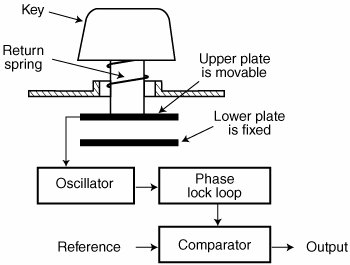 Key
Return
spring
Upper plate
is movable
Lower plate
is fixed
Oscillator
Phase
lock loop
Reference
Comparator
Output